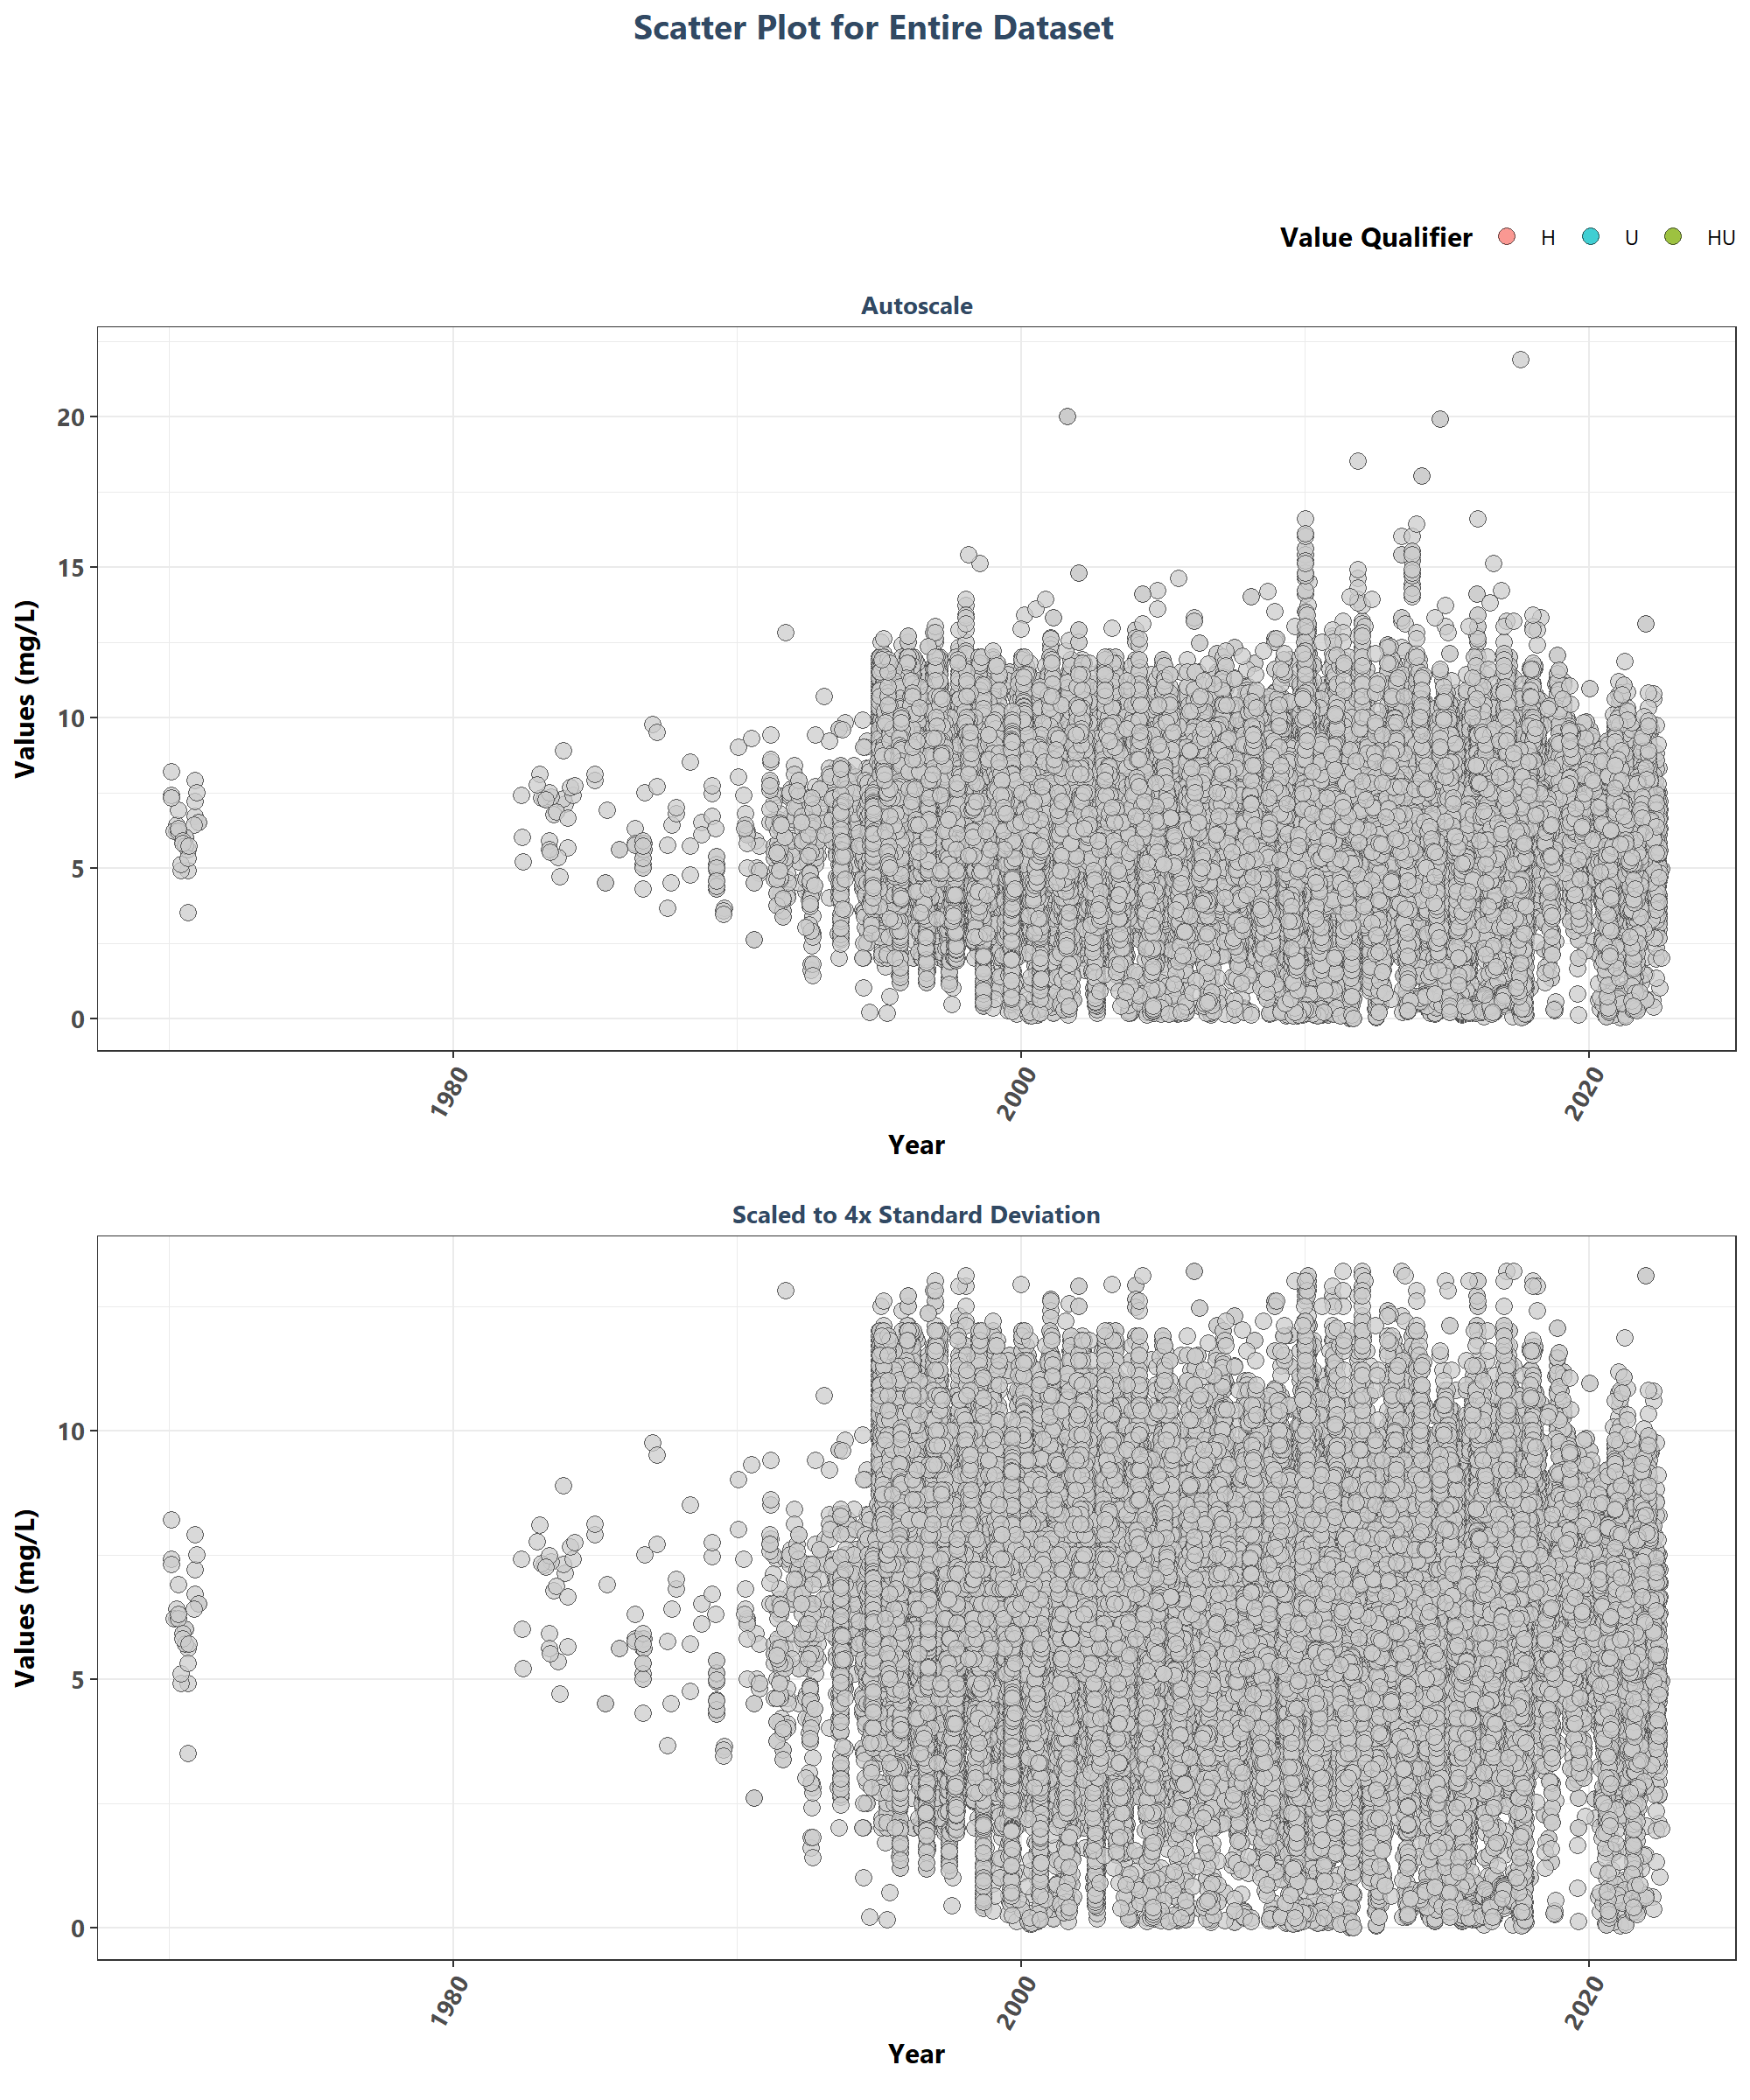 Scatter Plot for Entire Dataset
Value Qualifier H U HU
Autoscale
20
15
10
5
0
Values (mg/L)
1980 2000 2020
Year
Scaled to 4x Standard Deviation
10
5
0
Values (mg/L)
1980 2000 2020
Year